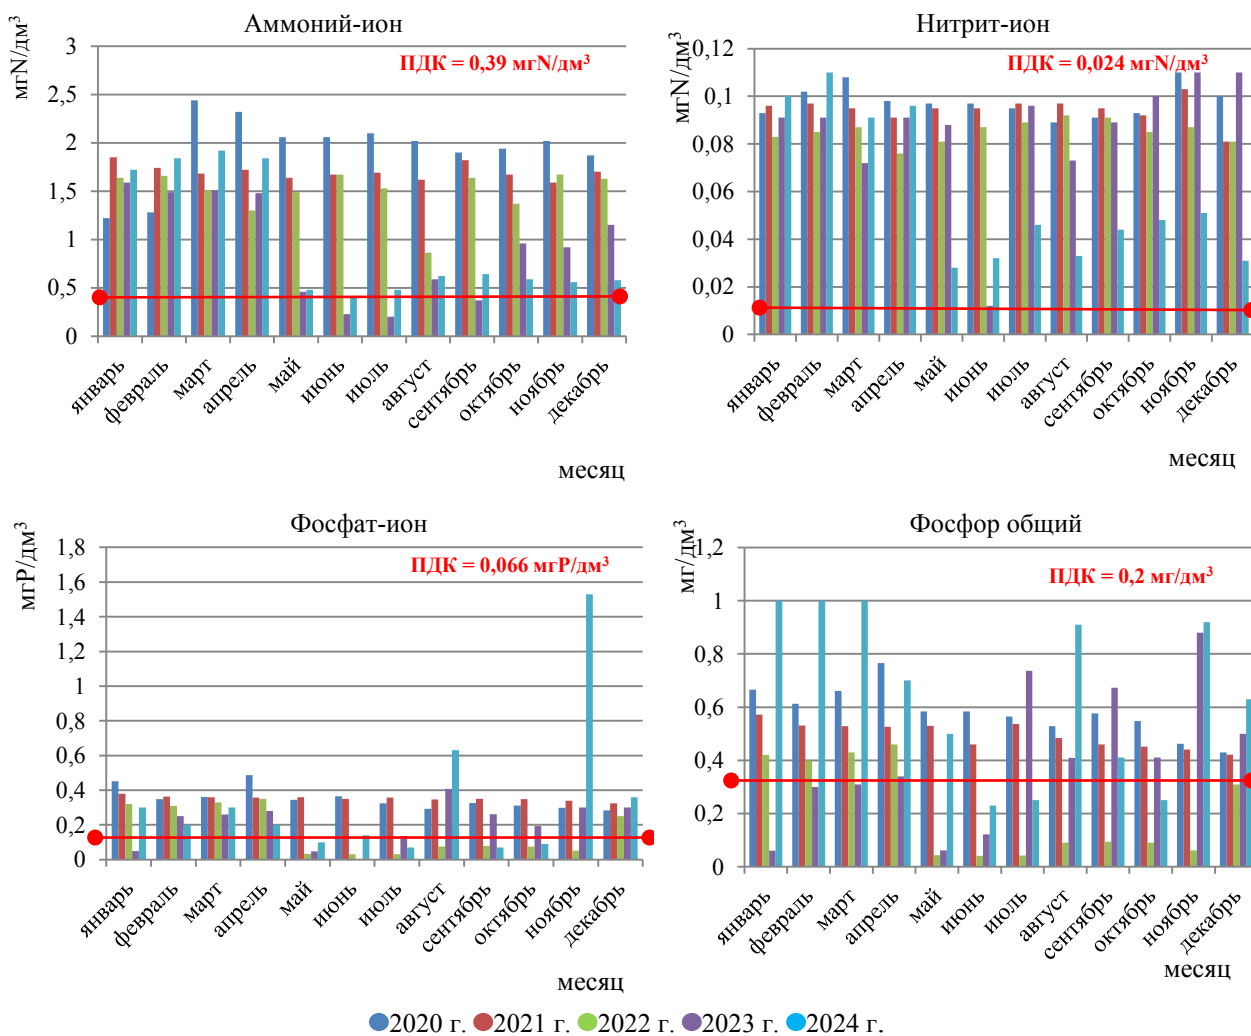 Аммоний-ион
мгN/дм³
ПДК = 0,39 мгN/дм³
3
2,5
2
1,5
1
0,5
0
январь
февраль
март
апрель
май
июнь
июль
август
сентябрь
октябрь
ноябрь
декабрь
месяц
Нитрит-ион
мгN/дм³
ПДК = 0,024 мгN/дм³
0,12
0,1
0,08
0,06
0,04
0,02
0
январь
февраль
март
апрель
май
июнь
июль
август
сентябрь
октябрь
ноябрь
декабрь
месяц
Фосфат-ион
мгP/дм³
ПДК = 0,066 мгP/дм³
1,8
1,6
1,4
1,2
1
0,8
0,6
0,4
0,2
0
январь
февраль
март
апрель
май
июнь
июль
август
сентябрь
октябрь
ноябрь
декабрь
месяц
Фосфор общий
мг/дм³
ПДК = 0,2 мг/дм³
1,2
1
0,8
0,6
0,4
0,2
0
январь
февраль
март
апрель
май
июнь
июль
август
сентябрь
октябрь
ноябрь
декабрь
месяц
2020 г. 2021 г. 2022 г. 2023 г. 2024 г.